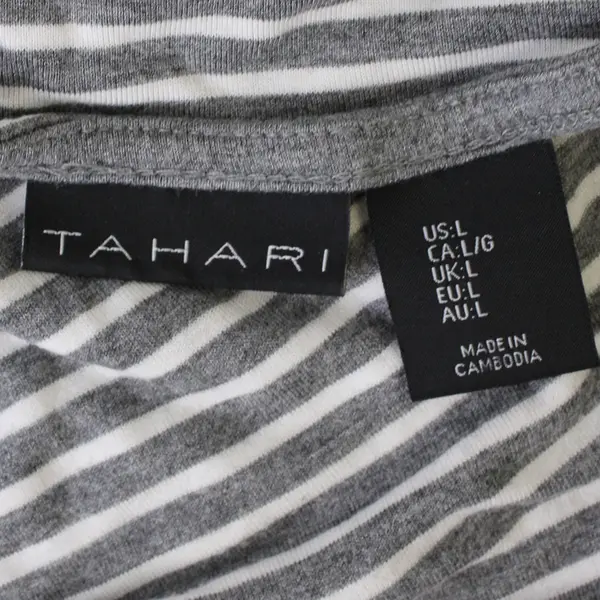 TAHARI
US:L
CA:L/G
UK:L
EU:L
AU:L
MADE IN
CAMBODIA